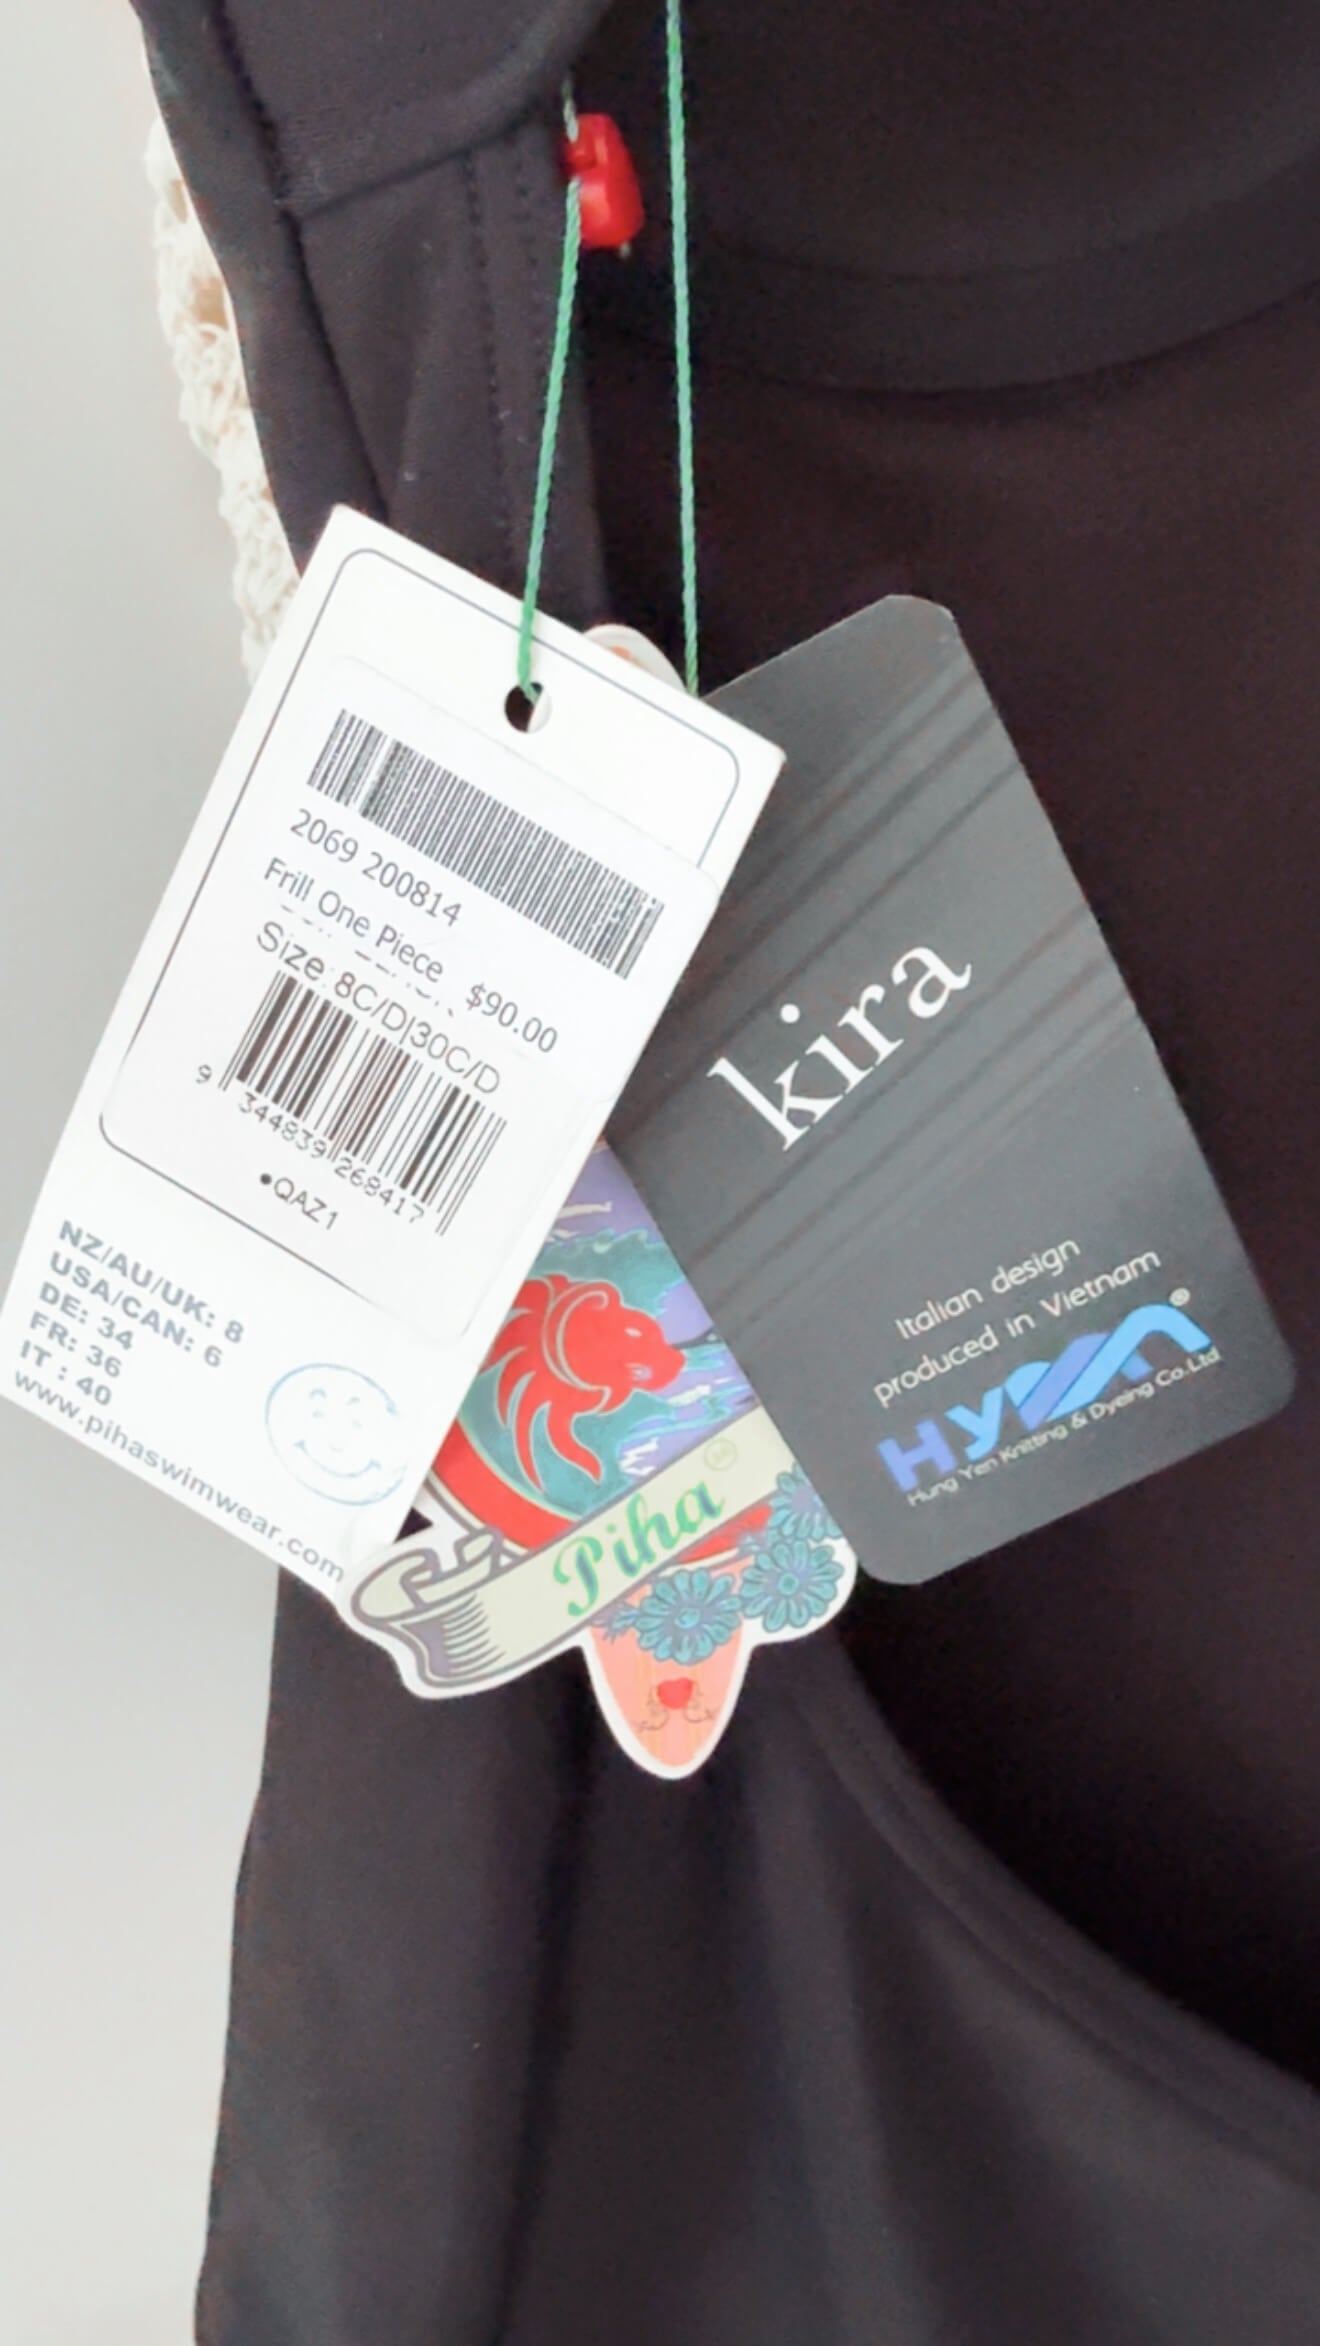 2069 200814
Frill One Piece
$90.00
Size: 8C/D|30C/D
9 344839 268417
•QAZ1
NZ/AU/UK: 8
USA/CAN: 6
DE: 34
FR: 36
IT : 40
www.pihaswimwear.com
Piha
kira
Italian design
produced in Vietnam
Hyen®
Hung Yen Knitting & Dyeing Co.Ltd